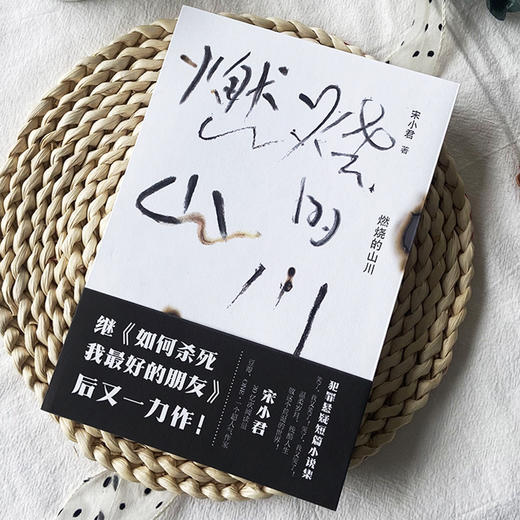 燃烧
的
山川
宋小君 著
燃烧的山川
继《如何杀死
我最好的朋友》
后又一力作！
犯罪悬疑短篇小说集
宋小君